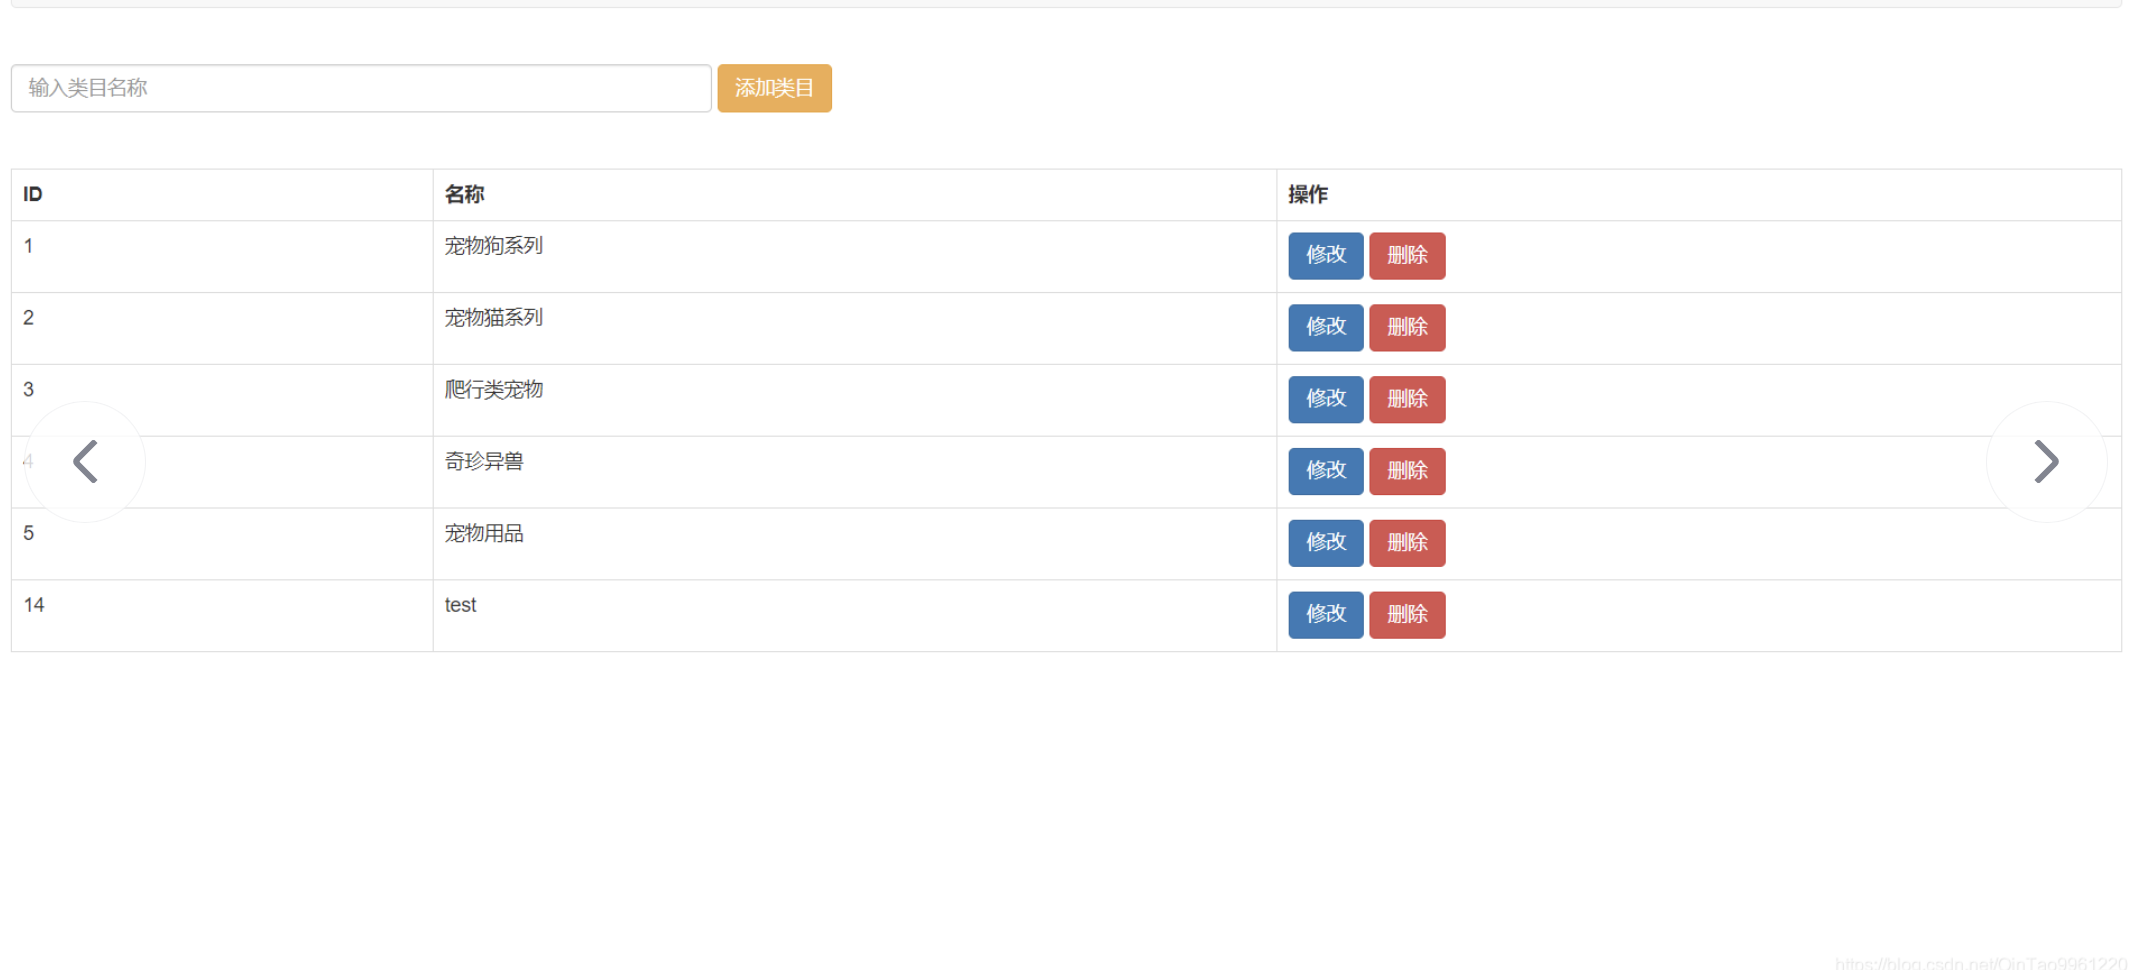 输入类目名称 添加类目
ID 名称 操作
1 宠物狗系列 修改 删除
2 宠物猫系列 修改 删除
3 爬行类宠物 修改 删除
4 奇珍异兽 修改 删除
5 宠物用品 修改 删除
14 test 修改 删除
https://blog.csdn.net/QinTao9961220